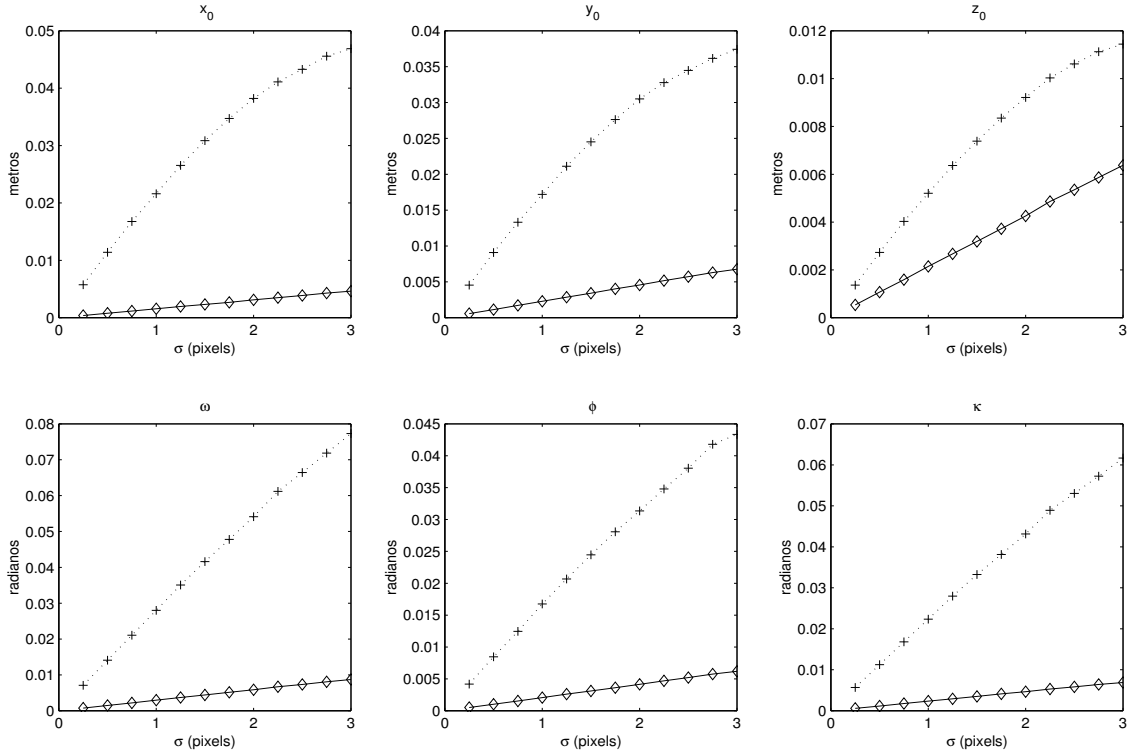 x0 y0 z0
0.05 0.04 0.012
0.035
0.04 0.01
0.03
0.03 0.025 0.008
metros metros 0.02 metros 0.006
0.02 0.015 0.004
0.01 0.01
0.005 0.002
0 0 0
0 1 2 3 0 1 2 3 0 1 2 3
σ (pixels) σ (pixels) σ (pixels)
ω ϕ κ
0.08 0.045 0.07
0.07 0.04 0.06
0.06 0.035
0.05 0.03 0.05
radianos 0.04 radianos 0.025 radianos 0.04
0.03 0.02 0.03
0.02 0.015 0.02
0.01 0.01 0.01
0.005
0 0 0
0 1 2 3 0 1 2 3 0 1 2 3
σ (pixels) σ (pixels) σ (pixels)